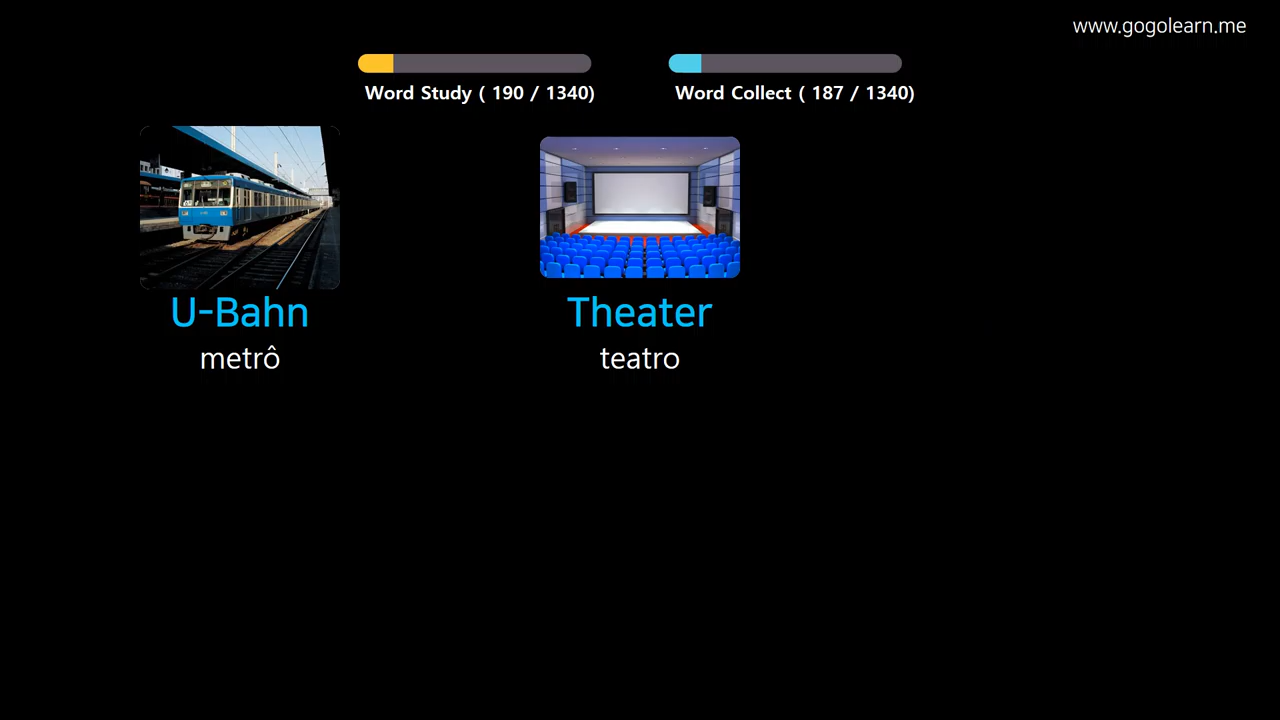 www.gogolearn.me
Word Study ( 190 / 1340)
Word Collect ( 187 / 1340)
U-Bahn
metrô
Theater
teatro